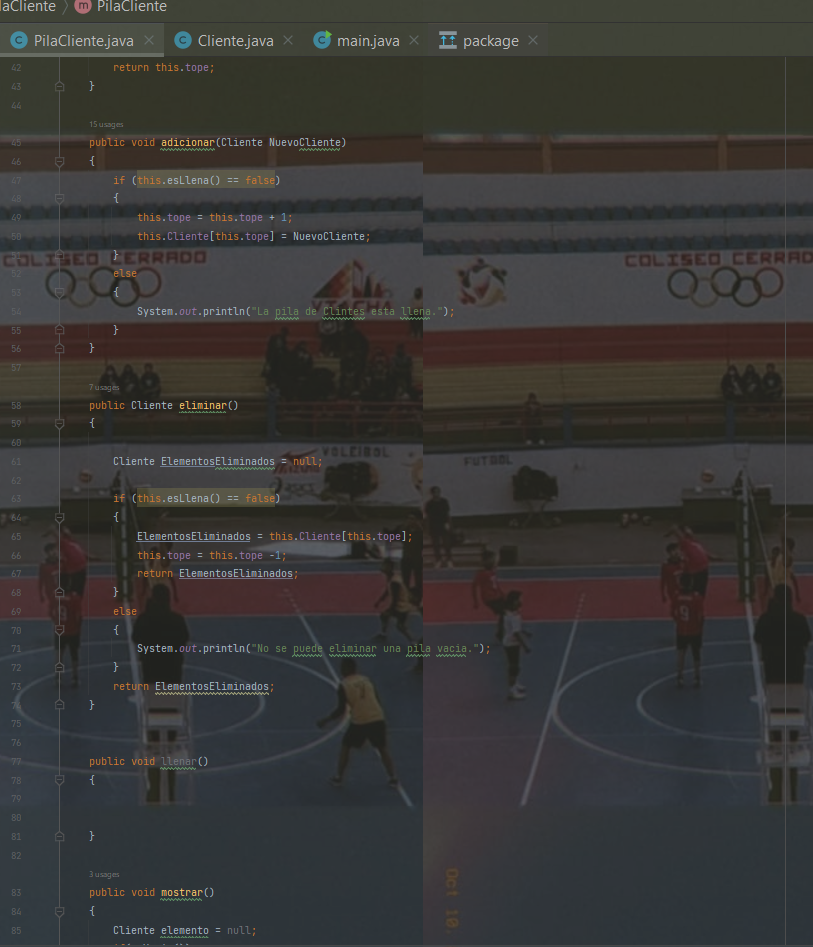 laCliente > m PilaCliente
C PilaCliente.java × C Cliente.java × C main.java × package ×
42 return this.tope;
43 }
44
15 usages
45 public void adicionar(Cliente NuevoCliente)
46 {
47 if (this.esLlena() == false)
48 {
49 this.tope = this.tope + 1;
50 this.Cliente[this.tope] = NuevoCliente;
51 }
52 else
53 {
54 System.out.println("La pila de Clintes esta llena.");
55 }
56 }
57
7 usages
58 public Cliente eliminar()
59 {
60
61 Cliente ElementosEliminados = null;
62
63 if (this.esLlena() == false)
64 {
65 ElementosEliminados = this.Cliente[this.tope];
66 this.tope = this.tope -1;
67 return ElementosEliminados;
68 }
69 else
70 {
71 System.out.println("No se puede eliminar una pila vacia.");
72 }
73 return ElementosEliminados;
74 }
75
76
77 public void llenar()
78 {
79
80
81 }
82
3 usages
83 public void mostrar()
84 {
85 Cliente elemento = null;
COLISEO CERRADO
COLISEO CERRAD
VOLEIBOL
FUTBOL
Oct 10.